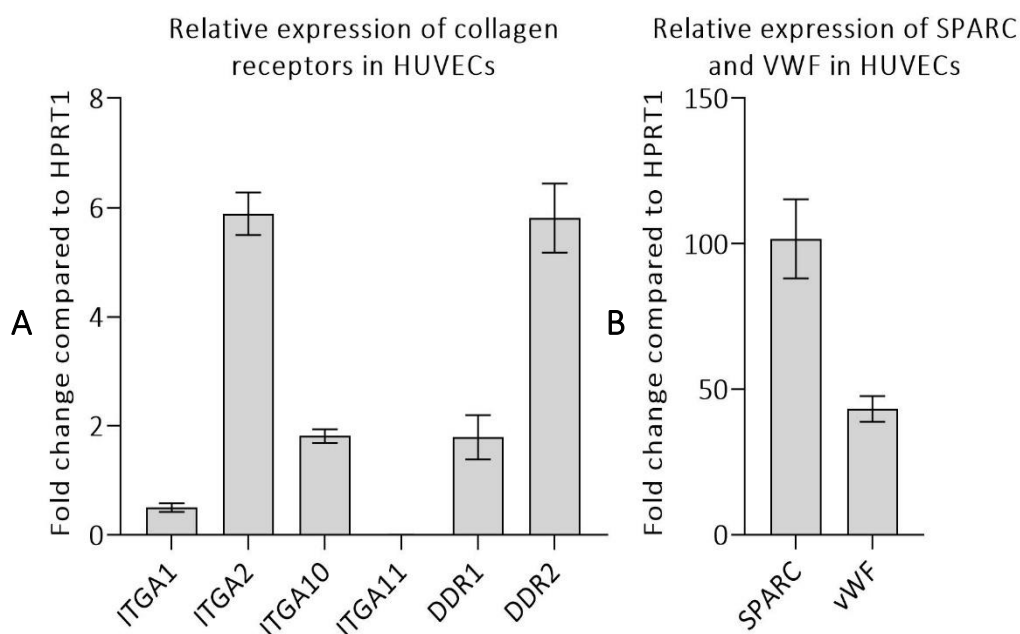 A
Relative expression of collagen
receptors in HUVECs
Fold change compared to HPRT1
8
6
4
2
0
ITGA1
ITGA2
ITGA10
ITGA11
DDR1
DDR2
B
Relative expression of SPARC
and VWF in HUVECs
Fold change compared to HPRT1
150
100
50
0
SPARC
vWF